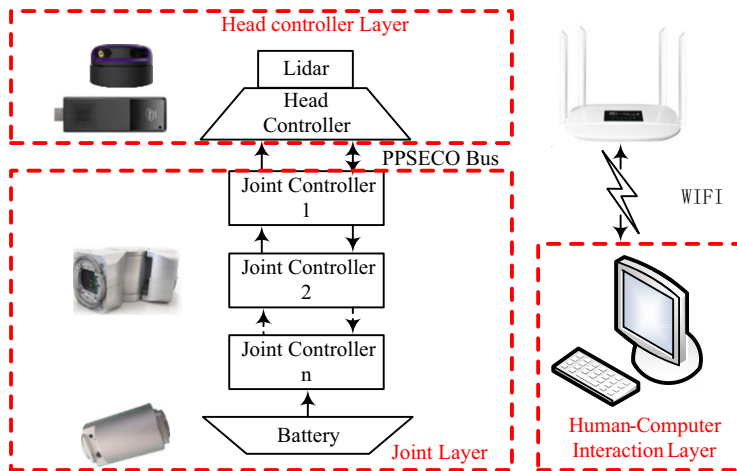 Head controller Layer
Lidar
Head
Controller
PPSECO Bus
Joint Controller
1
Joint Controller
2
Joint Controller
n
Battery
Joint Layer
WIFI
Human-Computer
Interaction Layer